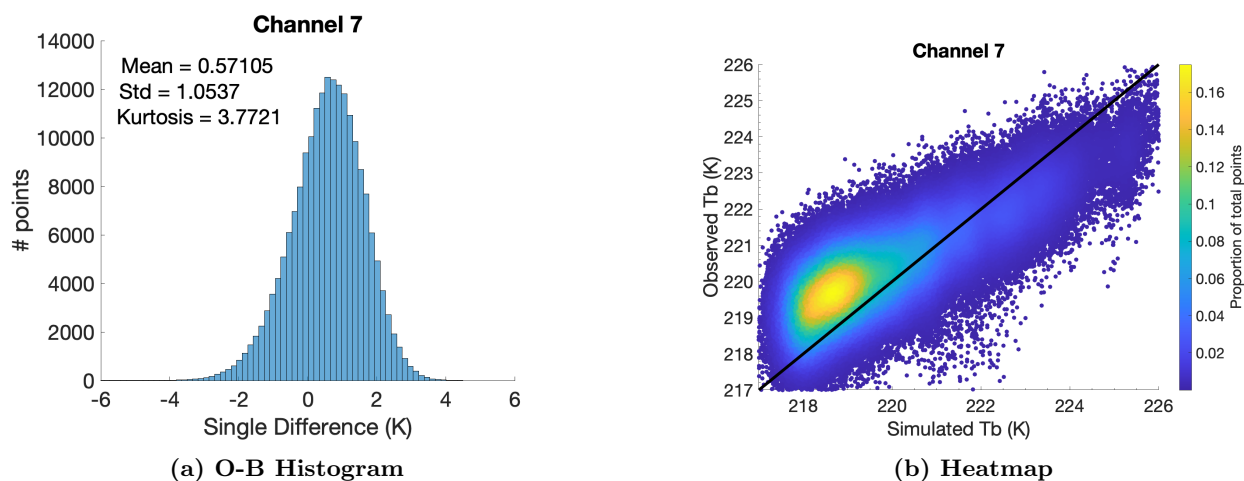 Channel 7
14000
12000
10000
8000
6000
4000
2000
0
# points
Mean = 0.57105
Std = 1.0537
Kurtosis = 3.7721
-6 -4 -2 0 2 4 6
Single Difference (K)
(a) O-B Histogram
Channel 7
226
225
224
223
222
221
220
219
218
217
Observed Tb (K)
218 220 222 224 226
Simulated Tb (K)
0.16
0.14
0.12
0.1
0.08
0.06
0.04
0.02
Proportion of total points
(b) Heatmap